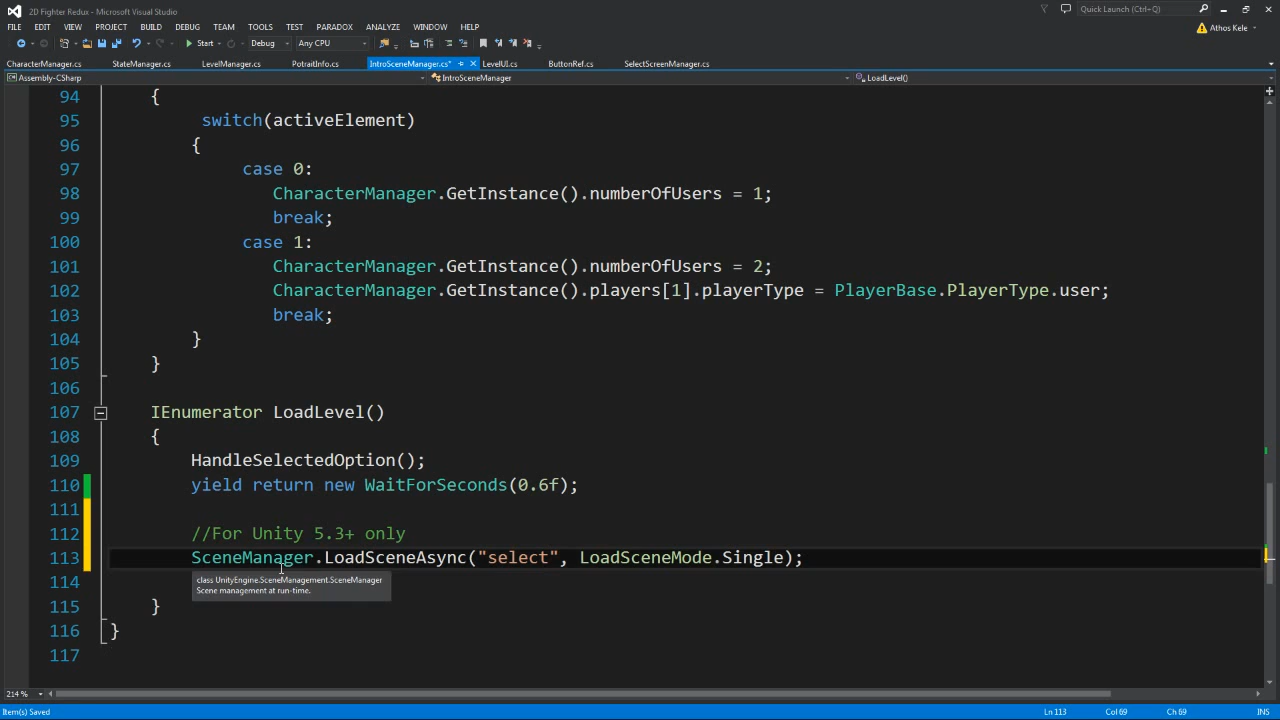 2D Fighter Redux - Microsoft Visual Studio
Quick Launch (Ctrl+Q)
FILE EDIT VIEW PROJECT BUILD DEBUG TEAM TOOLS TEST PARADOX ANALYZE WINDOW HELP
Athos Kele
Start Debug Any CPU
CharacterManager.cs StateManager.cs LevelManager.cs PotraitInfo.cs IntroSceneManager.cs* LevelUI.cs ButtonRef.cs SelectScreenManager.cs
Assembly-CSharp IntroSceneManager LoadLevel()
94 {
95 switch(activeElement)
96 {
97 case 0:
98 CharacterManager.GetInstance().numberOfUsers = 1;
99 break;
100 case 1:
101 CharacterManager.GetInstance().numberOfUsers = 2;
102 CharacterManager.GetInstance().players[1].playerType = PlayerBase.PlayerType.user;
103 break;
104 }
105 }
106
107 IEnumerator LoadLevel()
108 {
109 HandleSelectedOption();
110 yield return new WaitForSeconds(0.6f);
111
112 //For Unity 5.3+ only
113 SceneManager.LoadSceneAsync("select", LoadSceneMode.Single);
114 class UnityEngine.SceneManagement.SceneManager
Scene management at run-time.
115 }
116 }
117
214 %
Item(s) Saved Ln 113 Col 69 Ch 69 INS